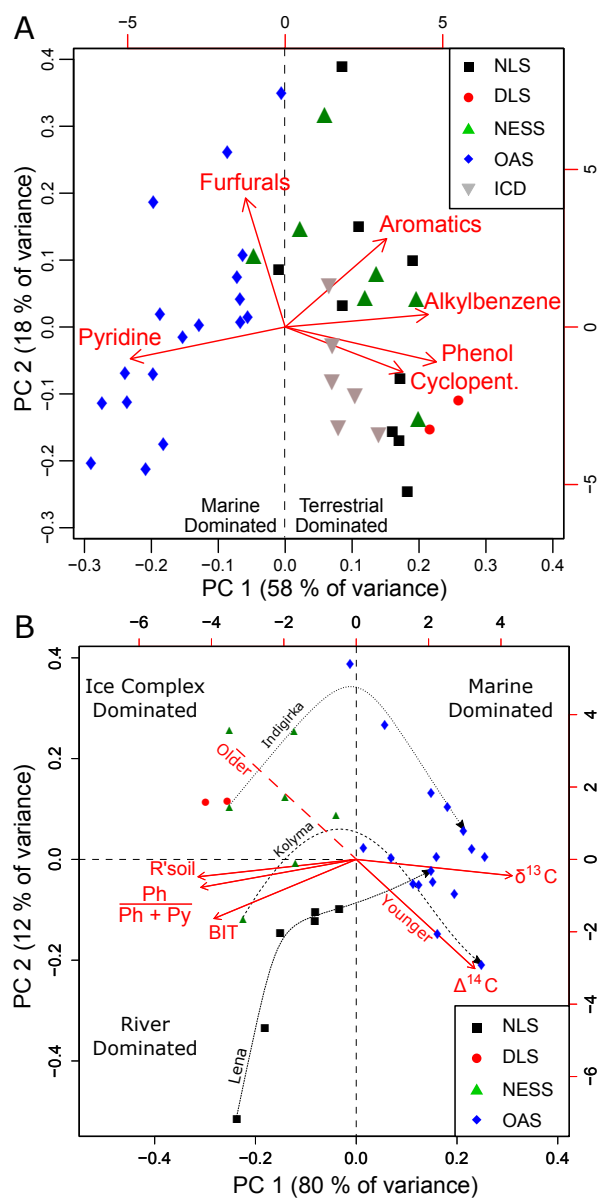 A
−5 0 5
NLS
DLS
NESS
OAS
ICD
0.4
0.3
0.2
0.1
0.0
−0.1
−0.2
−0.3
PC 2 (18 % of variance)
5
0
−5
Furfurals
Aromatics
Alkylbenzene
Pyridine
Phenol
Cyclopent.
Marine
Dominated
Terrestrial
Dominated
−0.3 −0.2 −0.1 0.0 0.1 0.2 0.3 0.4
PC 1 (58 % of variance)
B
−6 −4 −2 0 2 4
0.4
0.2
0.0
−0.2
−0.4
PC 2 (12 % of variance)
4
2
0
−2
−4
−6
Ice Complex
Dominated
Marine
Dominated
Indigirka
Older
Kolyma
R'soil
Ph
Ph + Py
BIT
δ¹³C
Younger
Δ¹⁴C
River
Dominated
Lena
NLS
DLS
NESS
OAS
−0.4 −0.2 0.0 0.2 0.4
PC 1 (80 % of variance)